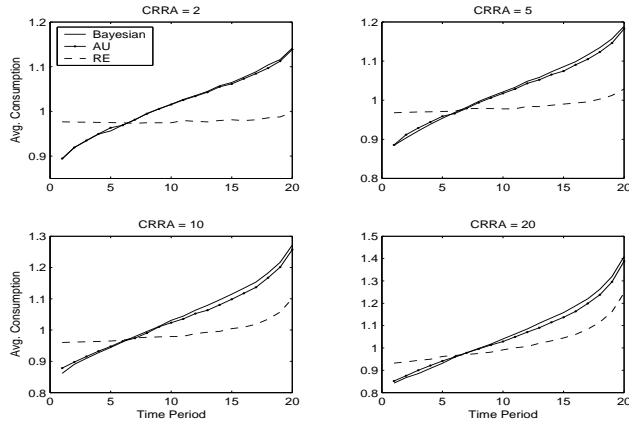 CRRA = 2
Bayesian
AU
RE
Avg. Consumption
1.2
1.1
1
0.9
0 5 10 15 20
CRRA = 5
1.2
1.1
1
0.9
0.8
0 5 10 15 20
CRRA = 10
Avg. Consumption
1.3
1.2
1.1
1
0.9
0.8
0 5 10 15 20
Time Period
CRRA = 20
1.5
1.4
1.3
1.2
1.1
1
0.9
0.8
0 5 10 15 20
Time Period